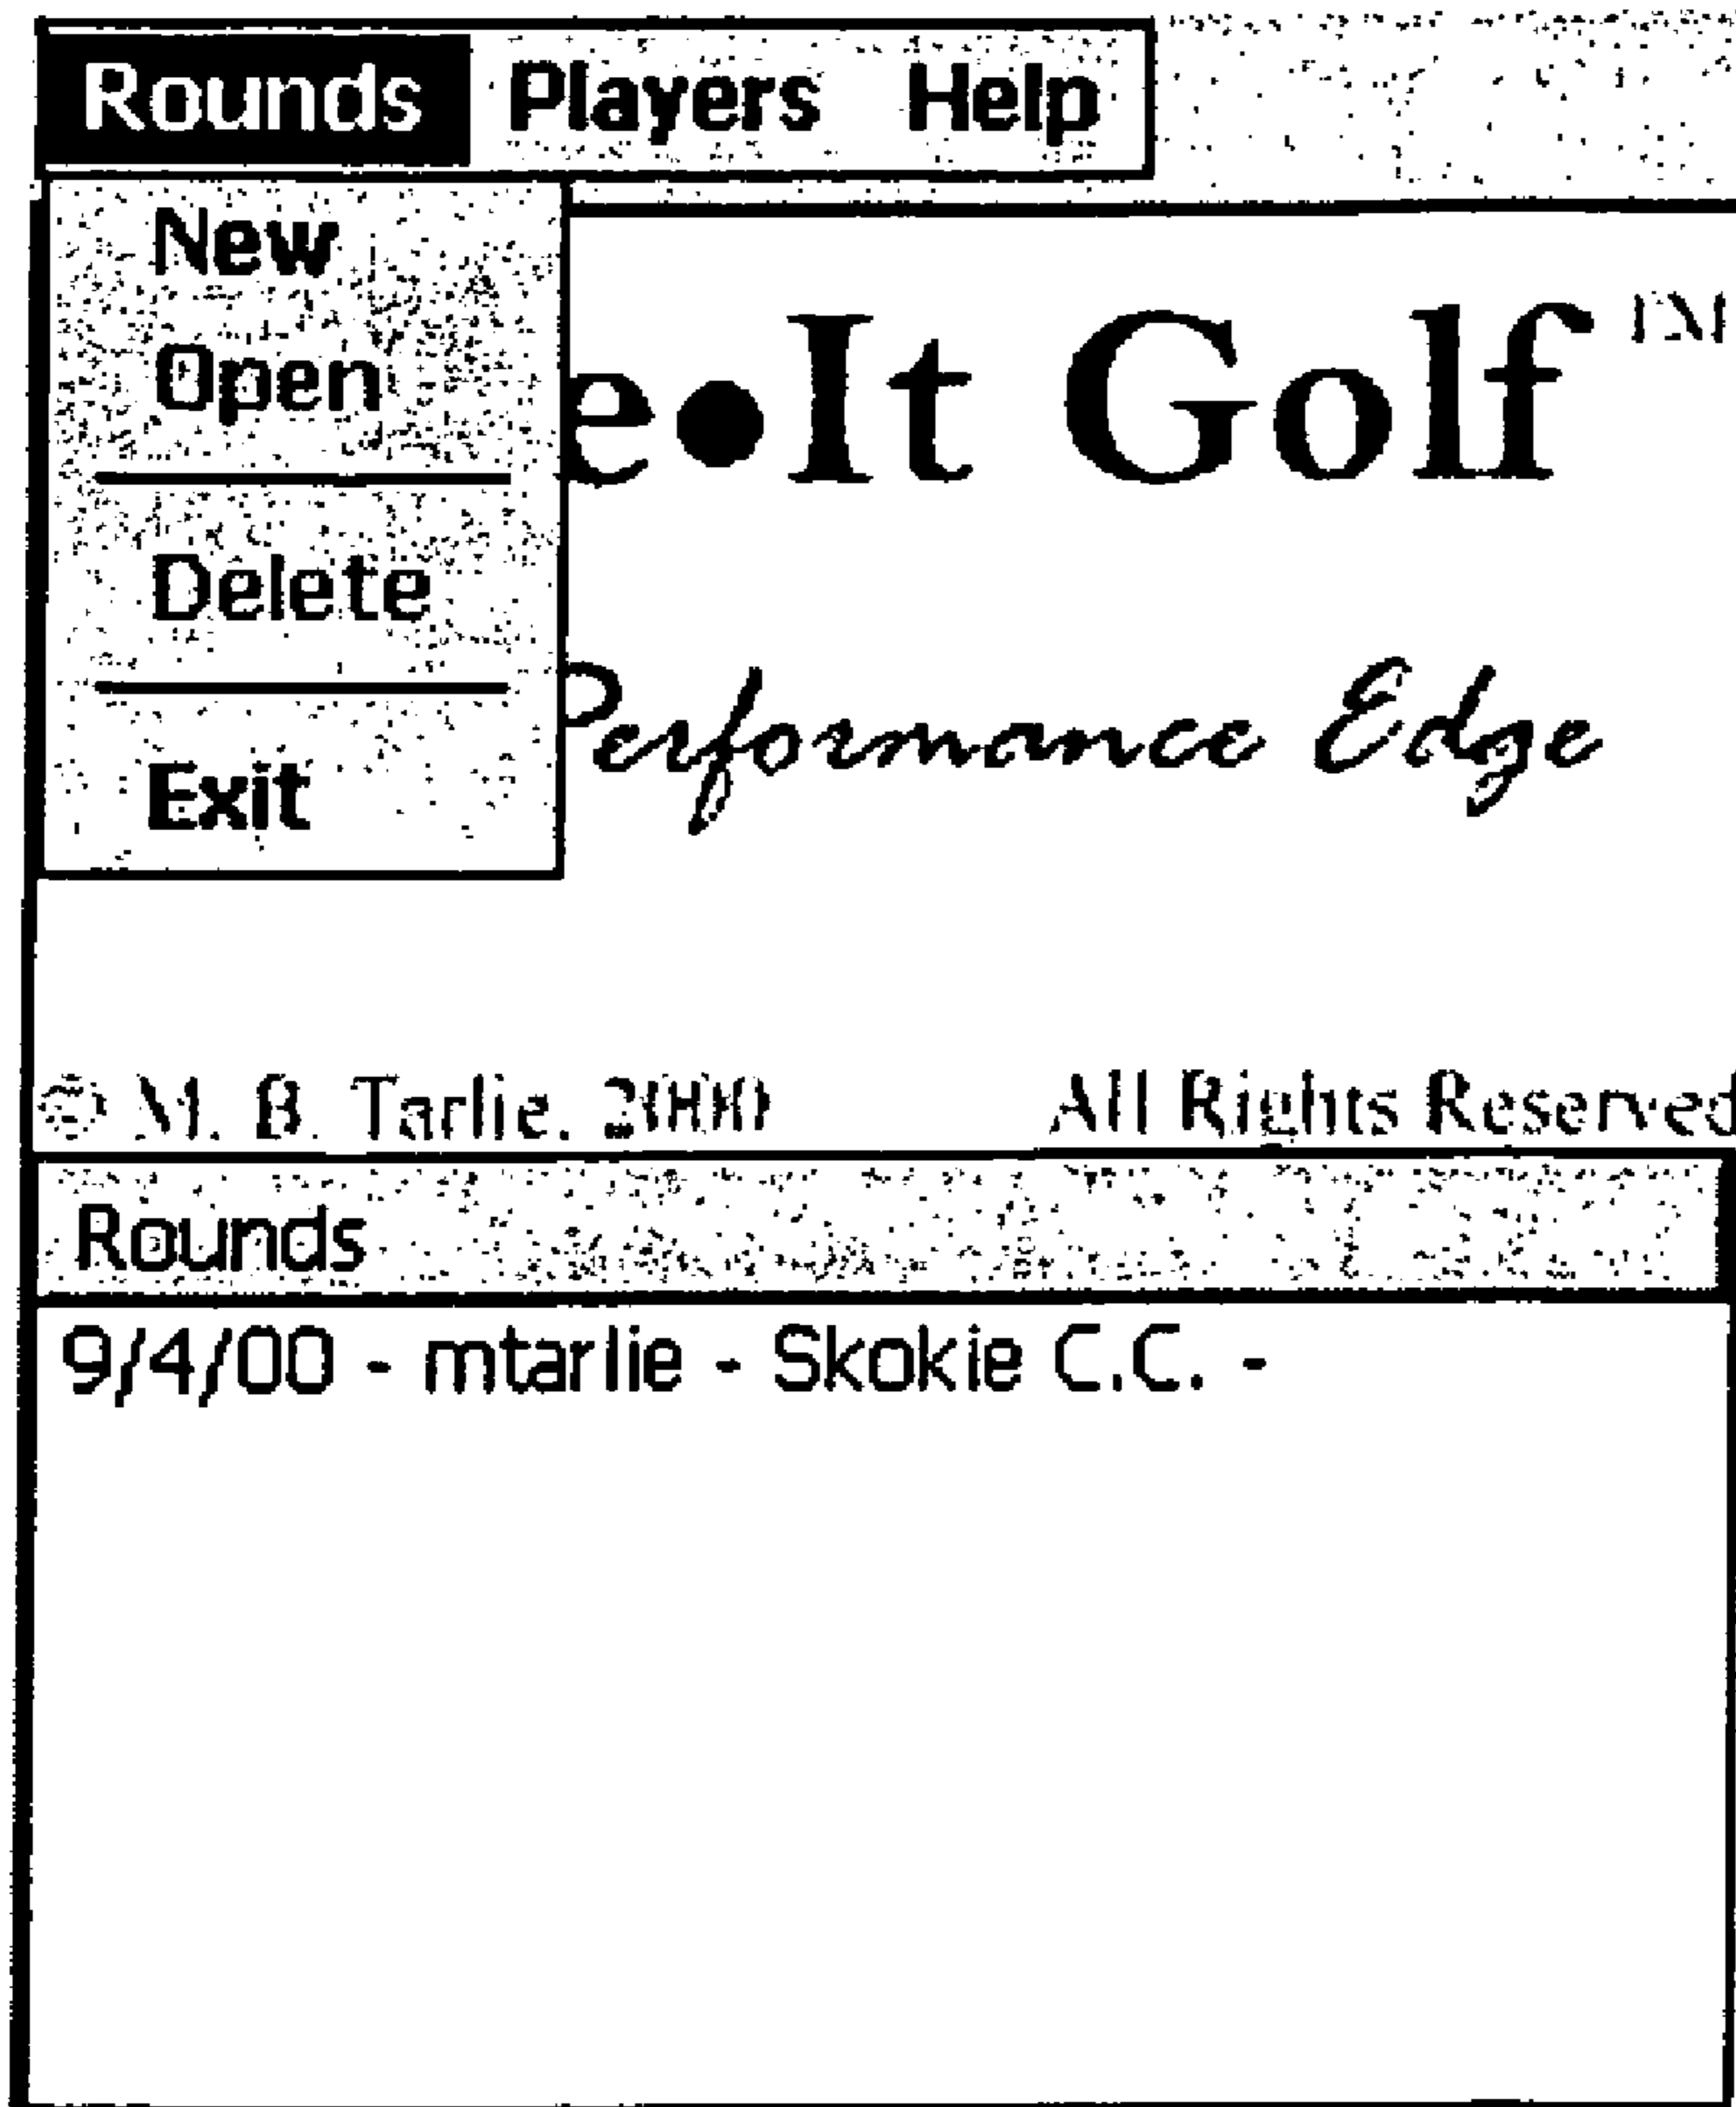 Rounds Players Help
New
Open
e•It Golf
Delete
Performance Edge
Exit
© M. B. Tarlie, 2000 All Rights Reserved
Rounds
9/4/00 - mtarlie - Skokie C.C. -